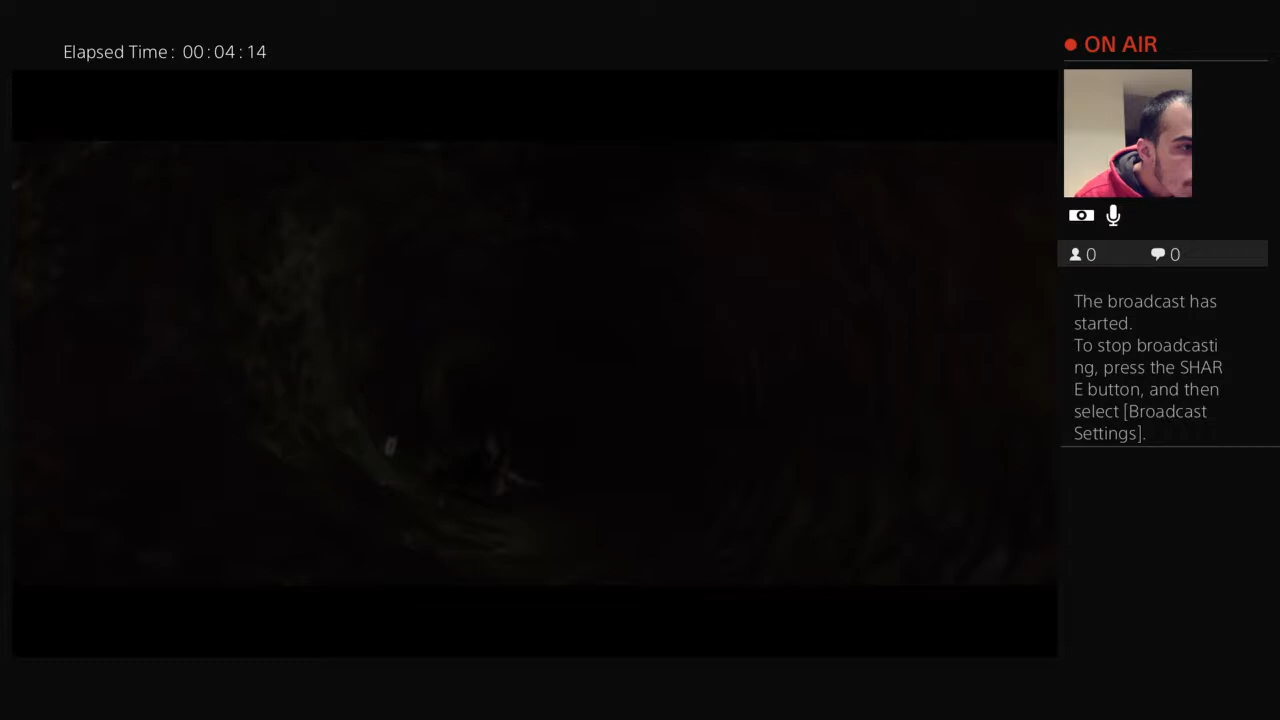 Elapsed Time: 00:04:14
ON AIR
0
0
The broadcast has
started.
To stop broadcasti
ng, press the SHAR
E button, and then
select [Broadcast
Settings].